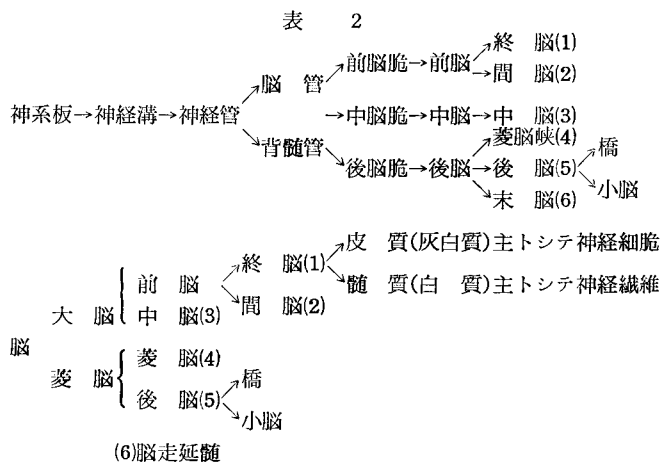 表 2
終脳(1)
前脳脆→前脳
間脳(2)
脳管
神系板→神経溝→神経管
→中脳脆→中脳→中脳(3)
背髄管
菱脳峡(4)
橋
後脳脆→後脳→後脳(5)
小脳
末脳(6)
皮質(灰白質)主トシテ神経細脆
終脳(1)
前脳
髄質(白質)主トシテ神経繊維
間脳(2)
大脳
中脳(3)
脳
菱脳(4)
菱脳
橋
後脳(5)
小脳
(6)脳走延髄